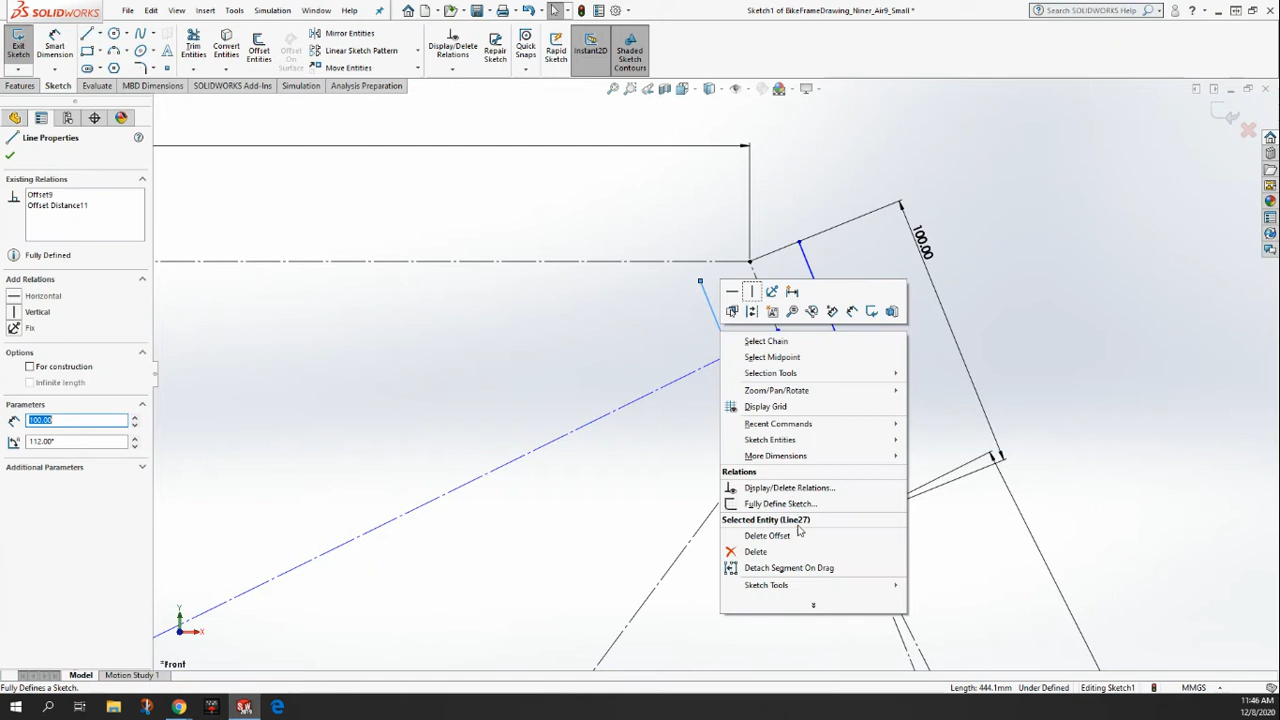 SOLIDWORKS
File Edit View Insert Tools Simulation Window Help
Sketch1 of BikeFrameDrawing_Niner_Air9_Small *
Search SOLIDWORKS Help
Exit Sketch
Smart Dimension
Trim Entities
Convert Entities
Offset Entities
Offset On Surface
Mirror Entities
Linear Sketch Pattern
Move Entities
Display/Delete Relations
Repair Sketch
Quick Snaps
Rapid Sketch
Instant2D
Shaded Sketch Contours
Features Sketch Evaluate MBD Dimensions SOLIDWORKS Add-Ins Simulation Analysis Preparation
Line Properties
Existing Relations
Offset9
Offset Distance11
Fully Defined
Add Relations
Horizontal
Vertical
Fix
Options
For construction
Infinite length
Parameters
100.00
112.00°
Additional Parameters
100.00
Select Chain
Select Midpoint
Selection Tools
Zoom/Pan/Rotate
Display Grid
Recent Commands
Sketch Entities
More Dimensions
Relations
Display/Delete Relations...
Fully Define Sketch...
Selected Entity (Line27)
Delete Offset
Delete
Detach Segment On Drag
Sketch Tools
Y
X
*Front
Model Motion Study 1
Fully Defines a Sketch.
Length: 444.1mm Under Defined Editing Sketch1 MMGS
11:46 AM
12/8/2020